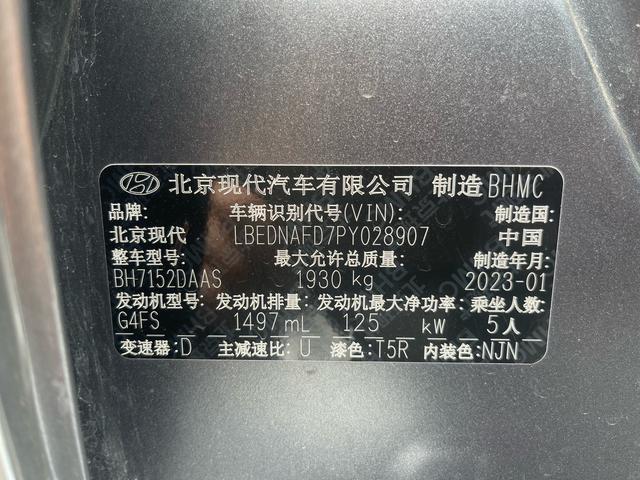 北京现代汽车有限公司 制造 BHMC
品牌: 车辆识别代号(VIN): 制造国:
北京现代 LBEDNAFD7PY028907 中国
整车型号: 最大允许总质量: 制造年月:
BH7152DAAS 1930 kg 2023-01
发动机型号: 发动机排量: 发动机最大净功率: 乘坐人数:
G4FS 1497 mL 125 kW 5人
变速器: D 主减速比: U 漆色: T5R 内装色: NJN